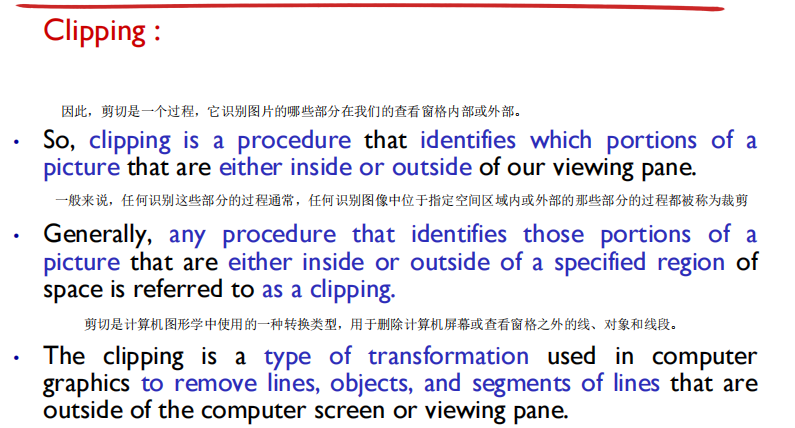 Clipping :
因此，剪切是一个过程，它识别图片的哪些部分在我们的查看窗格内部或外部。
• So, clipping is a procedure that identifies which portions of a
picture that are either inside or outside of our viewing pane.
一般来说，任何识别这些部分的过程通常，任何识别图像中位于指定空间区域内或外部的那些部分的过程都被称为裁剪
• Generally, any procedure that identifies those portions of a
picture that are either inside or outside of a specified region of
space is referred to as a clipping.
剪切是计算机图形学中使用的一种转换类型，用于删除计算机屏幕或查看窗格之外的线、对象和线段。
• The clipping is a type of transformation used in computer
graphics to remove lines, objects, and segments of lines that are
outside of the computer screen or viewing pane.